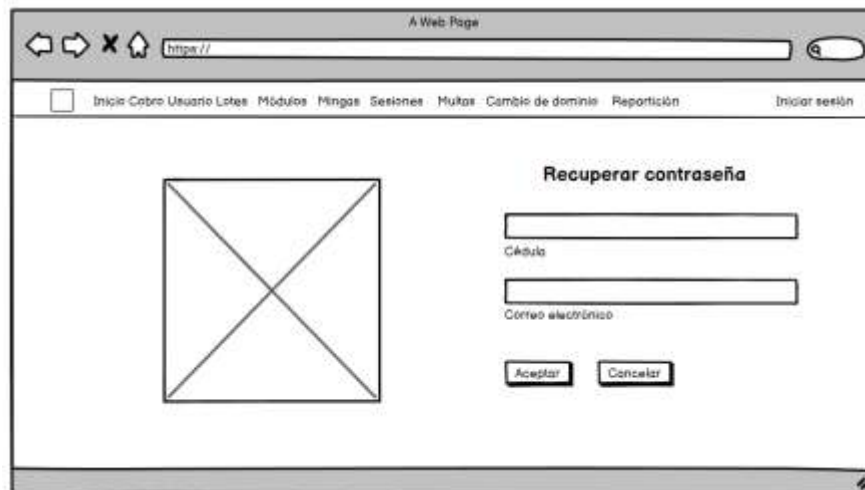 A Web Page
https://
Inicio Cobro Usuario Lotes Módulos Mingas Sesiones Multas Cambio de dominio Repartición Iniciar sesión
Recuperar contraseña
Cédula
Correo electrónico
Aceptar Cancelar